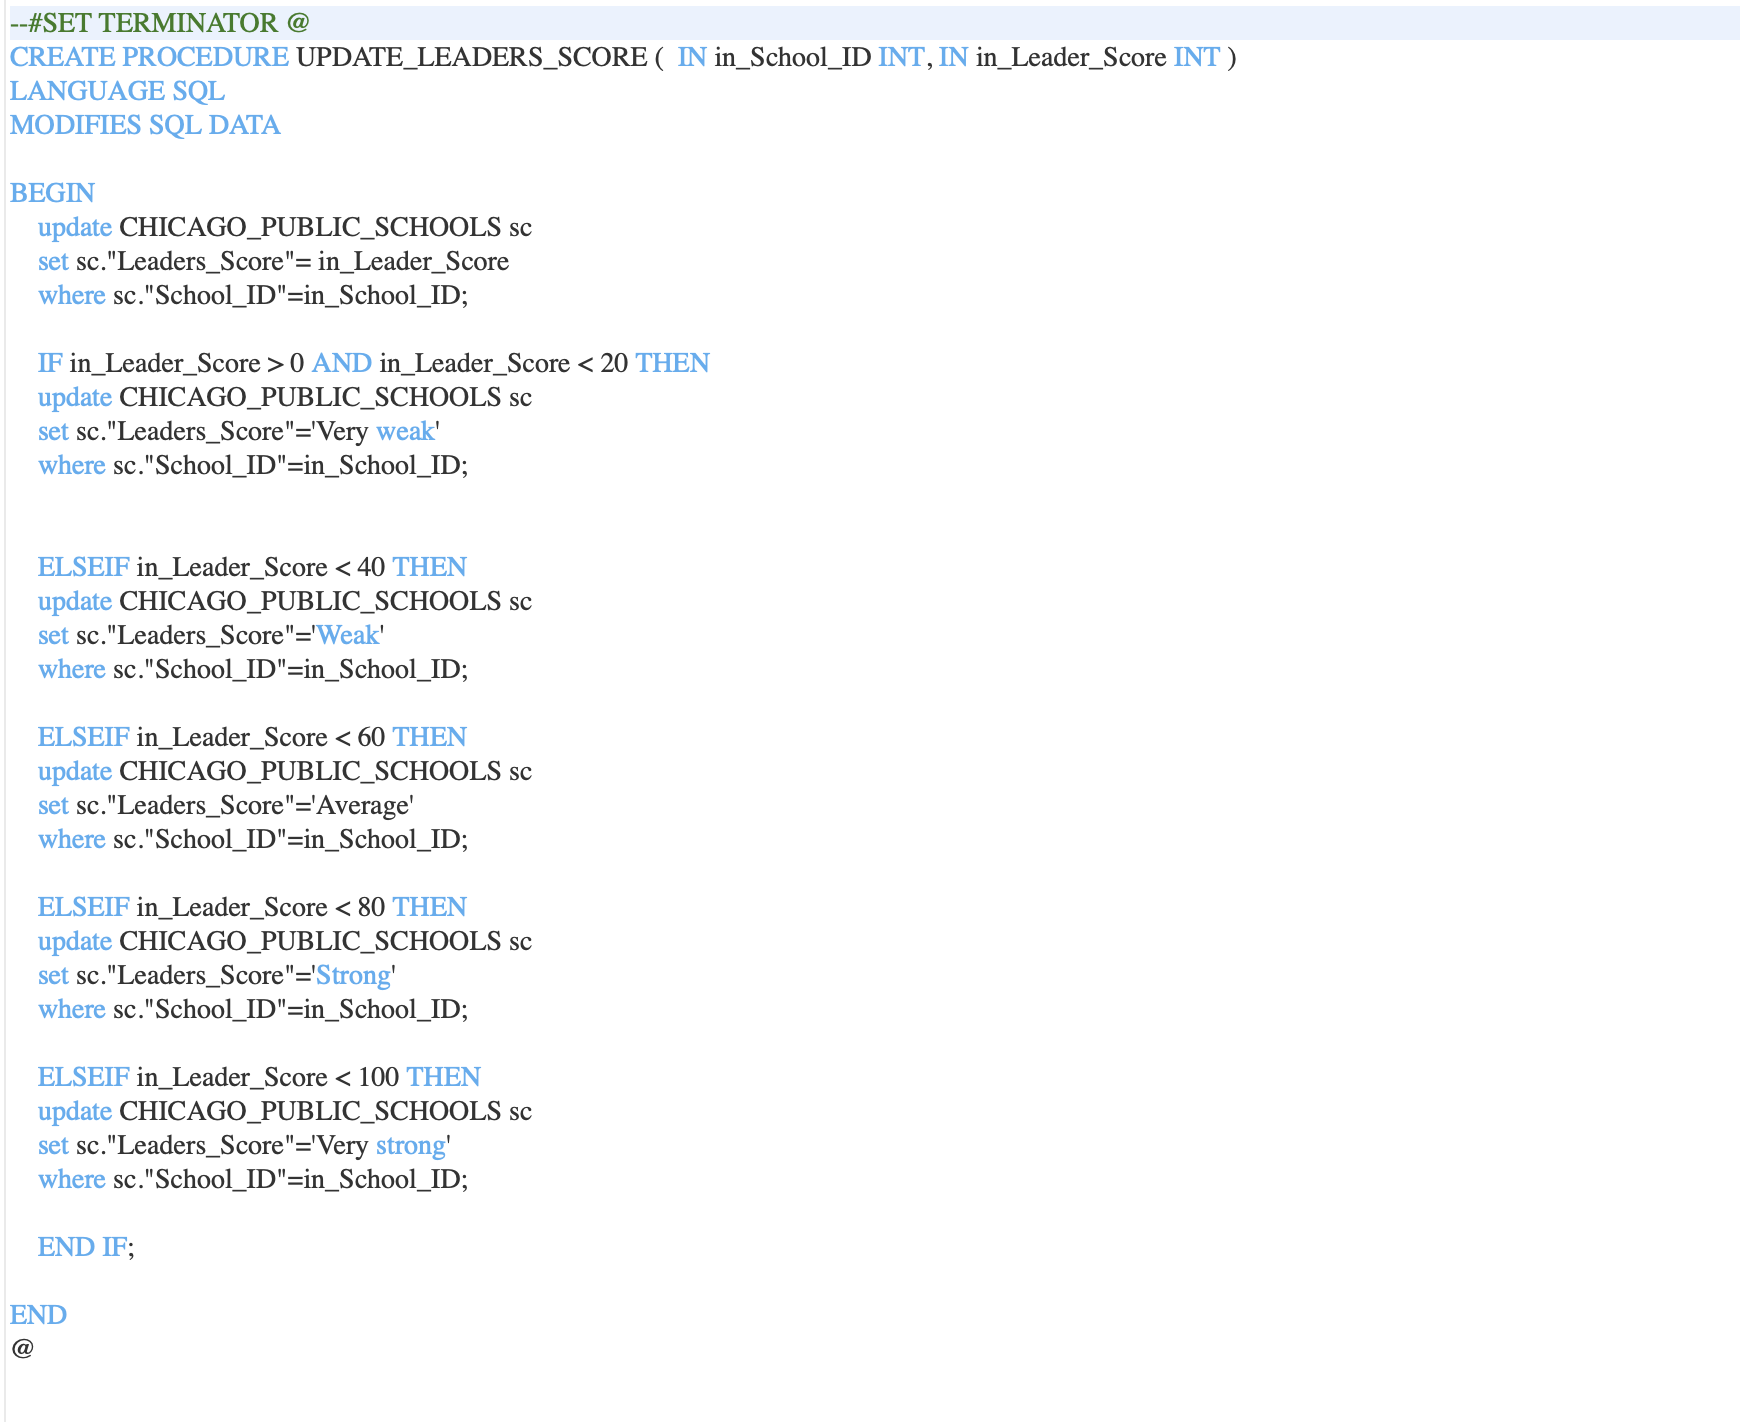 --#SET TERMINATOR @
CREATE PROCEDURE UPDATE_LEADERS_SCORE (  IN in_School_ID INT, IN in_Leader_Score INT )
LANGUAGE SQL
MODIFIES SQL DATA
BEGIN
update CHICAGO_PUBLIC_SCHOOLS sc
set sc."Leaders_Score"= in_Leader_Score
where sc."School_ID"=in_School_ID;
IF in_Leader_Score > 0 AND in_Leader_Score < 20 THEN
update CHICAGO_PUBLIC_SCHOOLS sc
set sc."Leaders_Score"='Very weak'
where sc."School_ID"=in_School_ID;
ELSEIF in_Leader_Score < 40 THEN
update CHICAGO_PUBLIC_SCHOOLS sc
set sc."Leaders_Score"='Weak'
where sc."School_ID"=in_School_ID;
ELSEIF in_Leader_Score < 60 THEN
update CHICAGO_PUBLIC_SCHOOLS sc
set sc."Leaders_Score"='Average'
where sc."School_ID"=in_School_ID;
ELSEIF in_Leader_Score < 80 THEN
update CHICAGO_PUBLIC_SCHOOLS sc
set sc."Leaders_Score"='Strong'
where sc."School_ID"=in_School_ID;
ELSEIF in_Leader_Score < 100 THEN
update CHICAGO_PUBLIC_SCHOOLS sc
set sc."Leaders_Score"='Very strong'
where sc."School_ID"=in_School_ID;
END IF;
END
@